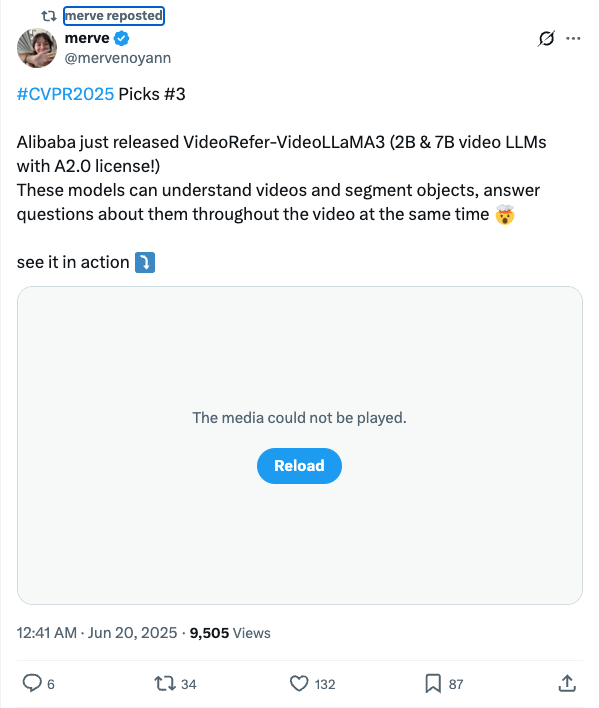 merve reposted
merve
@mervenoyann
#CVPR2025 Picks #3
Alibaba just released VideoRefer-VideoLLaMA3 (2B & 7B video LLMs
with A2.0 license!)
These models can understand videos and segment objects, answer
questions about them throughout the video at the same time 🤯
see it in action ⤵️
The media could not be played.
Reload
12:41 AM · Jun 20, 2025 · 9,505 Views
6 34 132 87